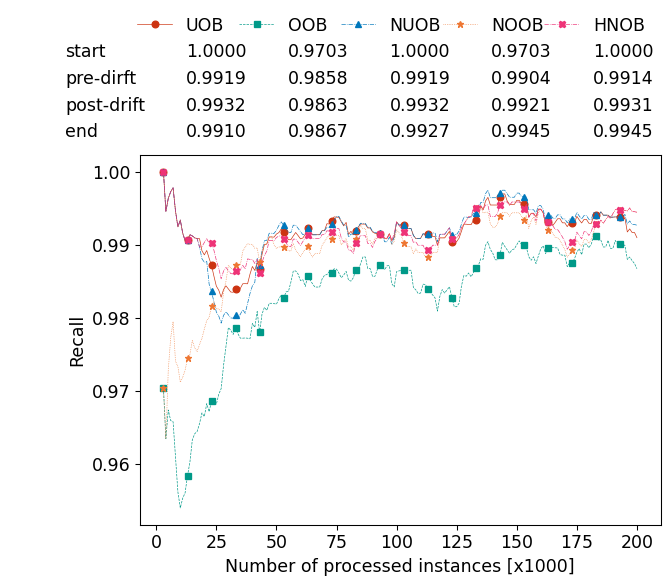 UOB OOB NUOB NOOB HNOB
start 1.0000 0.9703 1.0000 0.9703 1.0000
pre-dirft 0.9919 0.9858 0.9919 0.9904 0.9914
post-drift 0.9932 0.9863 0.9932 0.9921 0.9931
end 0.9910 0.9867 0.9927 0.9945 0.9945
1.00
0.99
0.98
0.97
0.96
Recall
0 25 50 75 100 125 150 175 200
Number of processed instances [x1000]